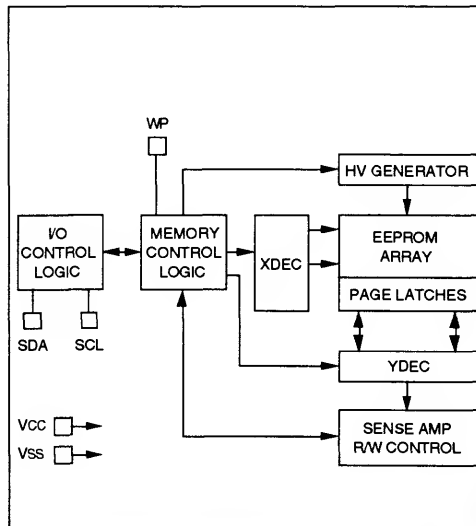 WP
HV GENERATOR
I/O
CONTROL
LOGIC
MEMORY
CONTROL
LOGIC
XDEC
EEPROM
ARRAY
PAGE LATCHES
SDA
SCL
YDEC
VCC
VSS
SENSE AMP
R/W CONTROL